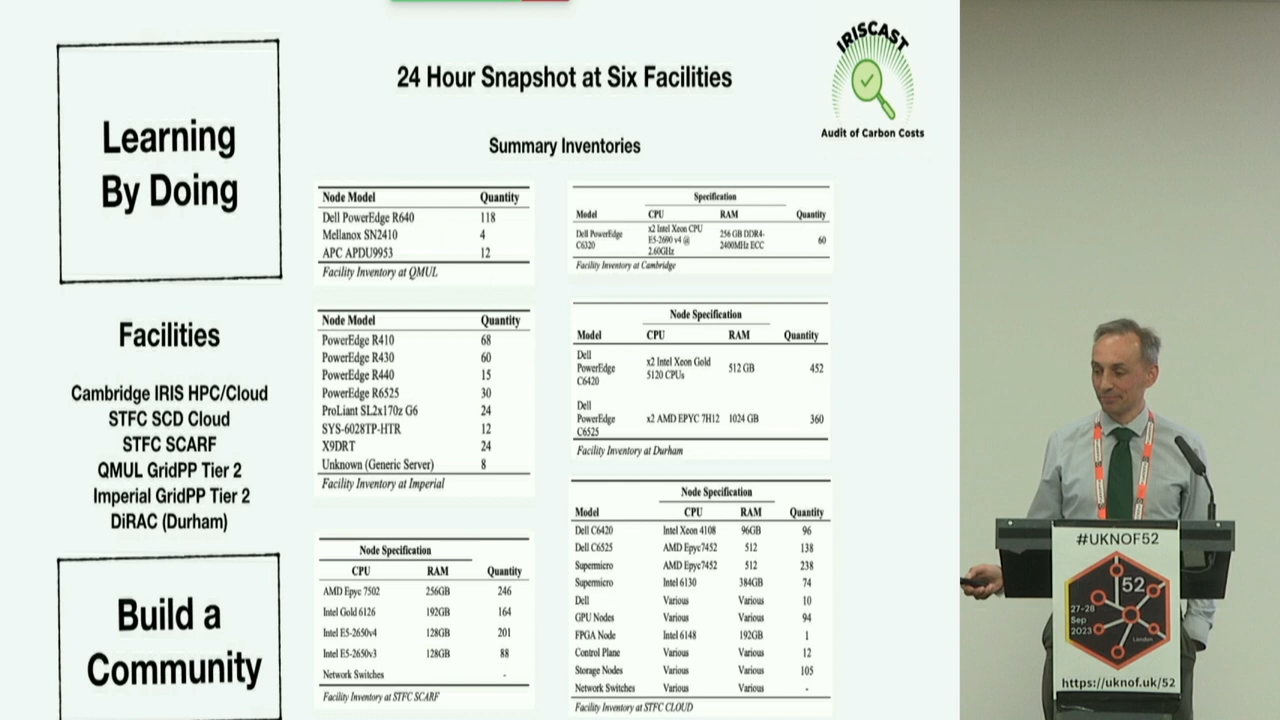 Learning
By Doing
Facilities
Cambridge IRIS HPC/Cloud
STFC SCD Cloud
STFC SCARF
QMUL GridPP Tier 2
Imperial GridPP Tier 2
DiRAC (Durham)
Build a
Community
24 Hour Snapshot at Six Facilities
Summary Inventories
IRISCAST
Audit of Carbon Costs
Node Model Quantity
Dell PowerEdge R640 118
Mellanox SN2410 4
APC APDU9953 12
Facility Inventory at QMUL
Node Model Quantity
PowerEdge R410 68
PowerEdge R430 60
PowerEdge R440 15
PowerEdge R6525 30
ProLiant SL2x170z G6 24
SYS-6028TP-HTR 12
X9DRT 24
Unknown (Generic Server) 8
Facility Inventory at Imperial
Node Specification
CPU RAM Quantity
AMD Epyc 7502 256GB 246
Intel Gold 6126 192GB 164
Intel E5-2650v4 128GB 201
Intel E5-2650v3 128GB 88
Network Switches -
Facility Inventory at STFC SCARF
Specification
Model CPU RAM Quantity
Dell PowerEdge C6320 x2 Intel Xeon CPU E5-2690 v4 @ 2.60GHz 256 GB DDR4-2400MHz ECC 60
Facility Inventory at Cambridge
Node Specification
Model CPU RAM Quantity
Dell PowerEdge C6420 x2 Intel Xeon Gold 5120 CPUs 512 GB 452
Dell PowerEdge C6525 x2 AMD EPYC 7H12 1024 GB 360
Facility Inventory at Durham
Node Specification
Model CPU RAM Quantity
Dell C6420 Intel Xeon 4108 96GB 96
Dell C6525 AMD Epyc7452 512 138
Supermicro AMD Epyc7452 512 238
Supermicro Intel 6130 384GB 74
Dell Various Various 10
GPU Nodes Various Various 94
FPGA Node Intel 6148 192GB 1
Control Plane Various Various 12
Storage Nodes Various Various 105
Network Switches Various Various -
Facility Inventory at STFC CLOUD
#UKNOF52
52
27-28
Sep
2023
London
https://uknof.uk/52